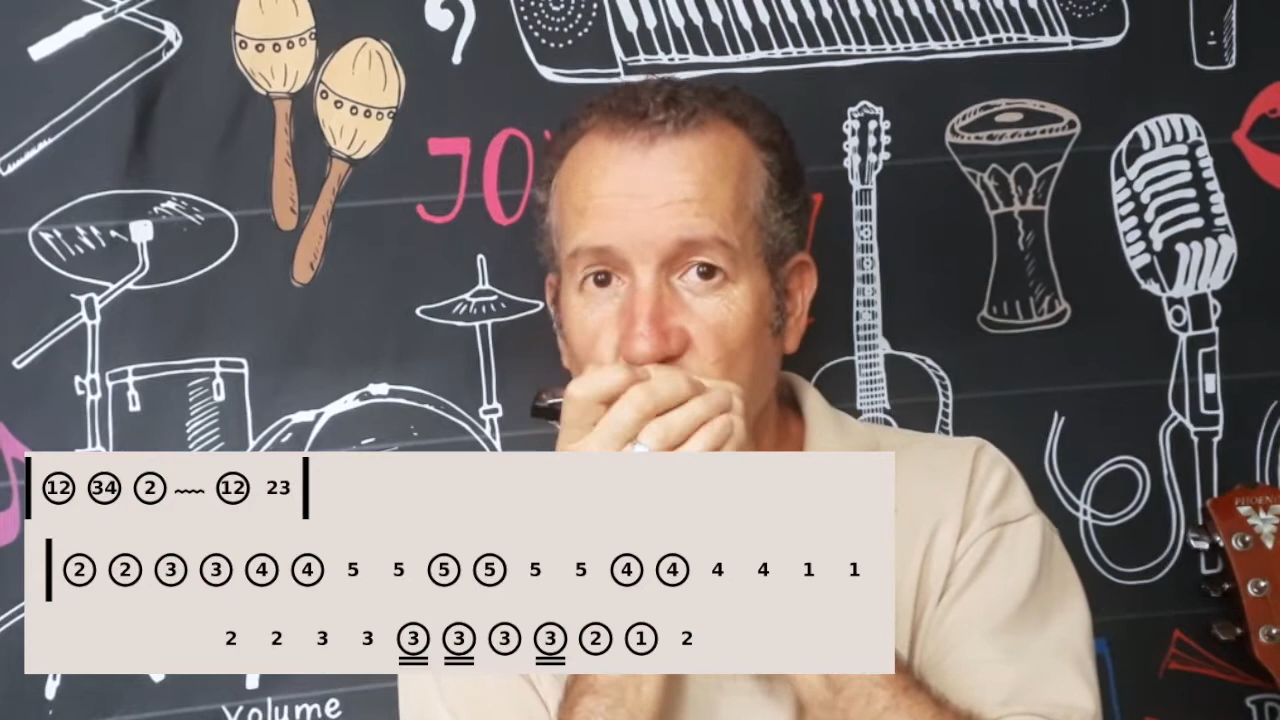 JO
PHOENI
12 34 2 12 23
2 2 3 3 4 4 5 5 5 5 5 5 4 4 4 4 1 1
2 2 3 3 3 3 3 3 2 1 2
Volume